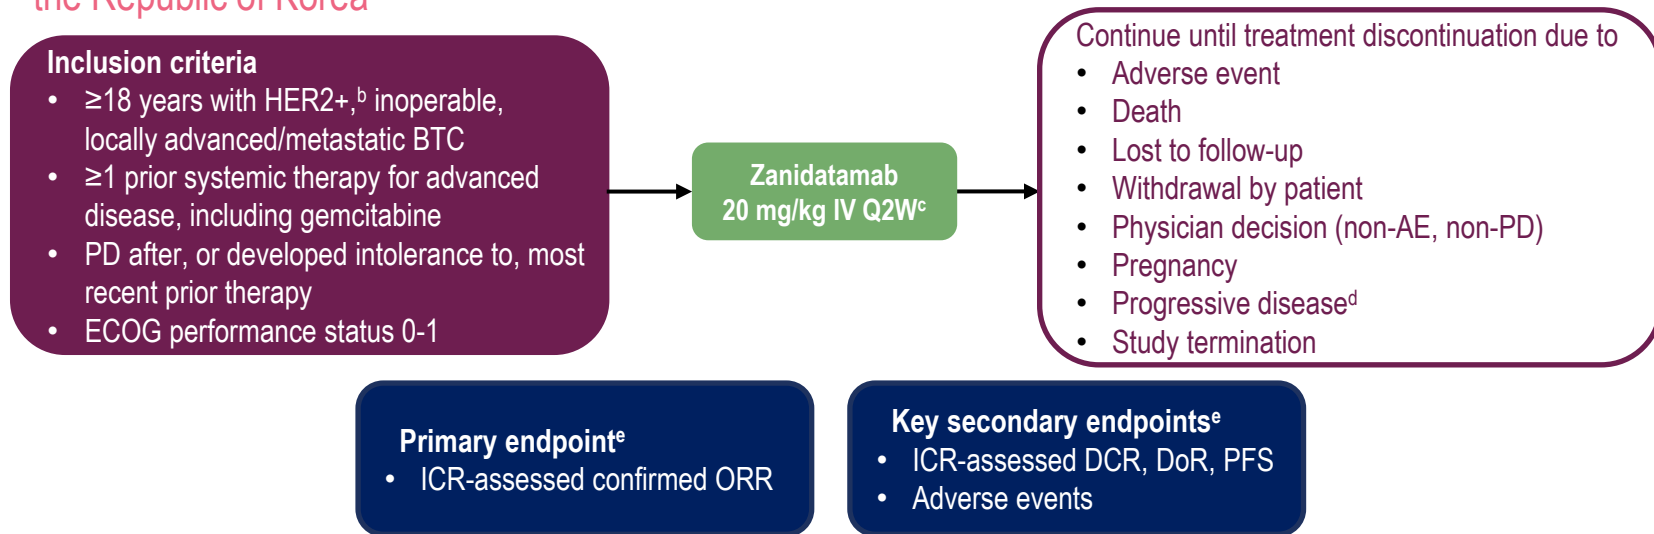 the Republic of Korea
Inclusion criteria
• ≥18 years with HER2+,ᵇ inoperable,
locally advanced/metastatic BTC
• ≥1 prior systemic therapy for advanced
disease, including gemcitabine
• PD after, or developed intolerance to, most
recent prior therapy
• ECOG performance status 0-1
Zanidatamab
20 mg/kg IV Q2Wᶜ
Continue until treatment discontinuation due to
• Adverse event
• Death
• Lost to follow-up
• Withdrawal by patient
• Physician decision (non-AE, non-PD)
• Pregnancy
• Progressive diseaseᵈ
• Study termination
Primary endpointᵉ
• ICR-assessed confirmed ORR
Key secondary endpointsᵉ
• ICR-assessed DCR, DoR, PFS
• Adverse events